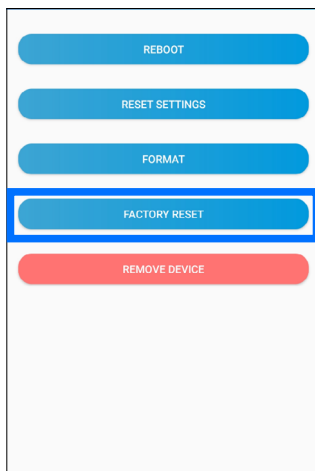 REBOOT
RESET SETTINGS
FORMAT
FACTORY RESET
REMOVE DEVICE